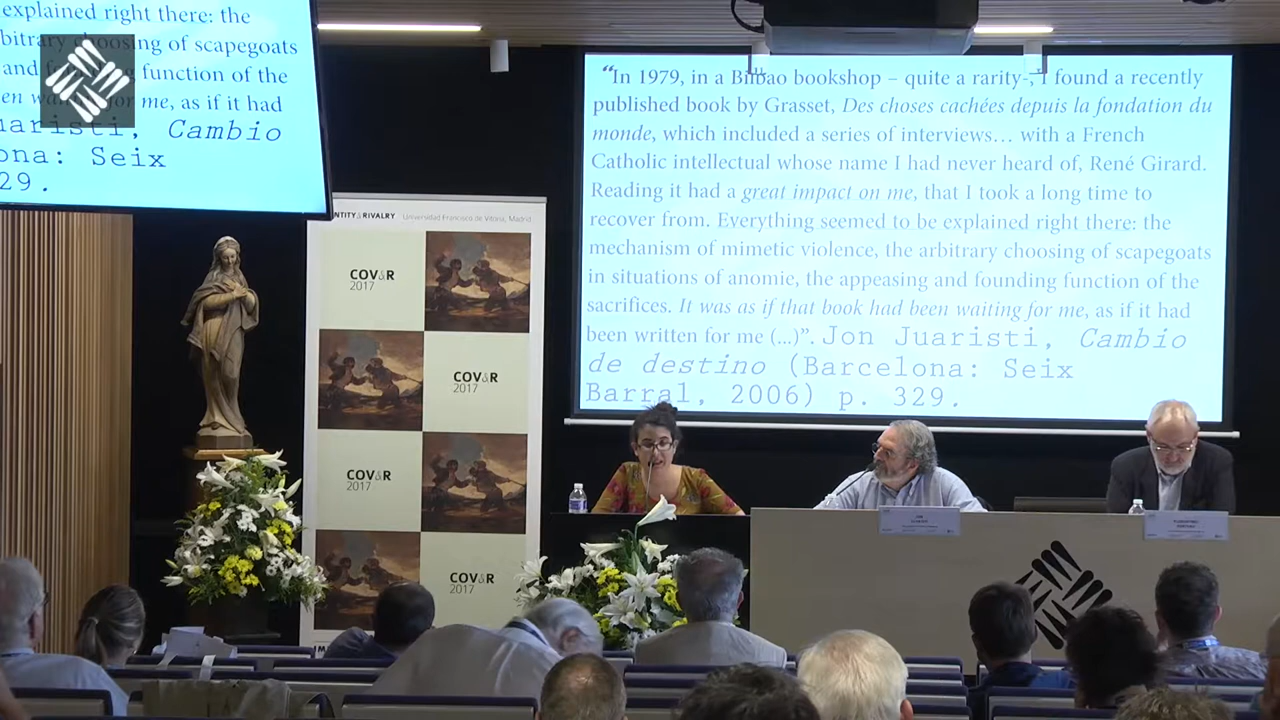 explained right there: the
bitrary choosing of scapegoats
and founding function of the
en waiting for me, as if it had
uaristi, Cambio
ona: Seix
29.
“In 1979, in a Bilbao bookshop – quite a rarity-, I found a recently
published book by Grasset, Des choses cachées depuis la fondation du
monde, which included a series of interviews… with a French
Catholic intellectual whose name I had never heard of, René Girard.
Reading it had a great impact on me, that I took a long time to
recover from. Everything seemed to be explained right there: the
mechanism of mimetic violence, the arbitrary choosing of scapegoats
in situations of anomie, the appeasing and founding function of the
sacrifices. It was as if that book had been waiting for me, as if it had
been written for me (...)”. Jon Juaristi, Cambio
de destino (Barcelona: Seix
Barral, 2006) p. 329.
NTITY&RIVALRY Universidad Francisco de Vitoria, Madrid
COV&R
2017
COV&R
2017
COV&R
2017
COV&R
2017